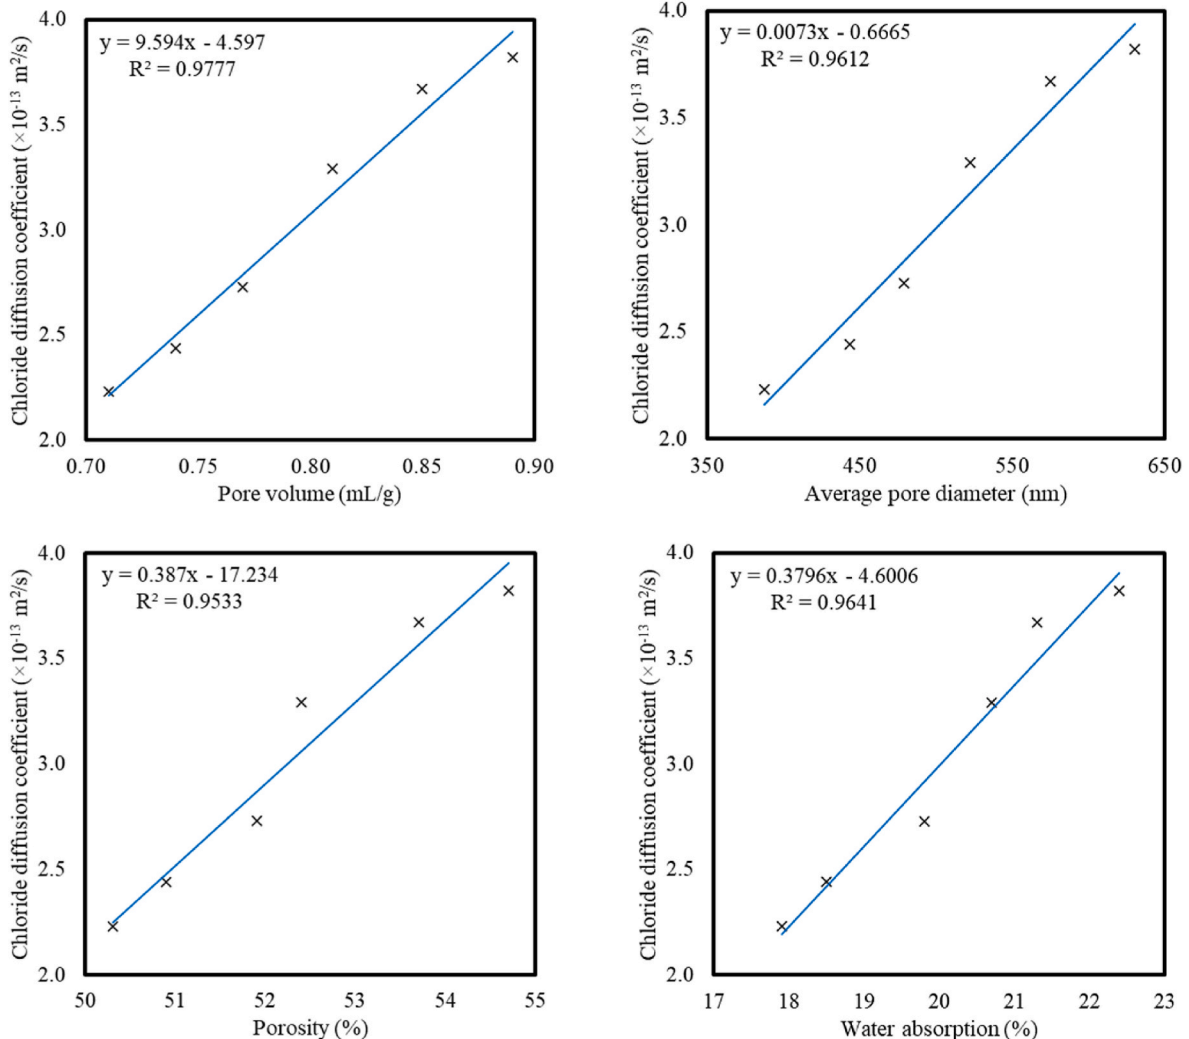 y = 9.594x - 4.597
R² = 0.9777
Chloride diffusion coefficient (×10⁻¹³ m²/s)
4.0
3.5
3.0
2.5
2.0
0.70 0.75 0.80 0.85 0.90
Pore volume (mL/g)
y = 0.0073x - 0.6665
R² = 0.9612
Chloride diffusion coefficient (×10⁻¹³ m²/s)
4.0
3.5
3.0
2.5
2.0
350 450 550 650
Average pore diameter (nm)
y = 0.387x - 17.234
R² = 0.9533
Chloride diffusion coefficient (×10⁻¹³ m²/s)
4.0
3.5
3.0
2.5
2.0
50 51 52 53 54 55
Porosity (%)
y = 0.3796x - 4.6006
R² = 0.9641
Chloride diffusion coefficient (×10⁻¹³ m²/s)
4.0
3.5
3.0
2.5
2.0
17 18 19 20 21 22 23
Water absorption (%)